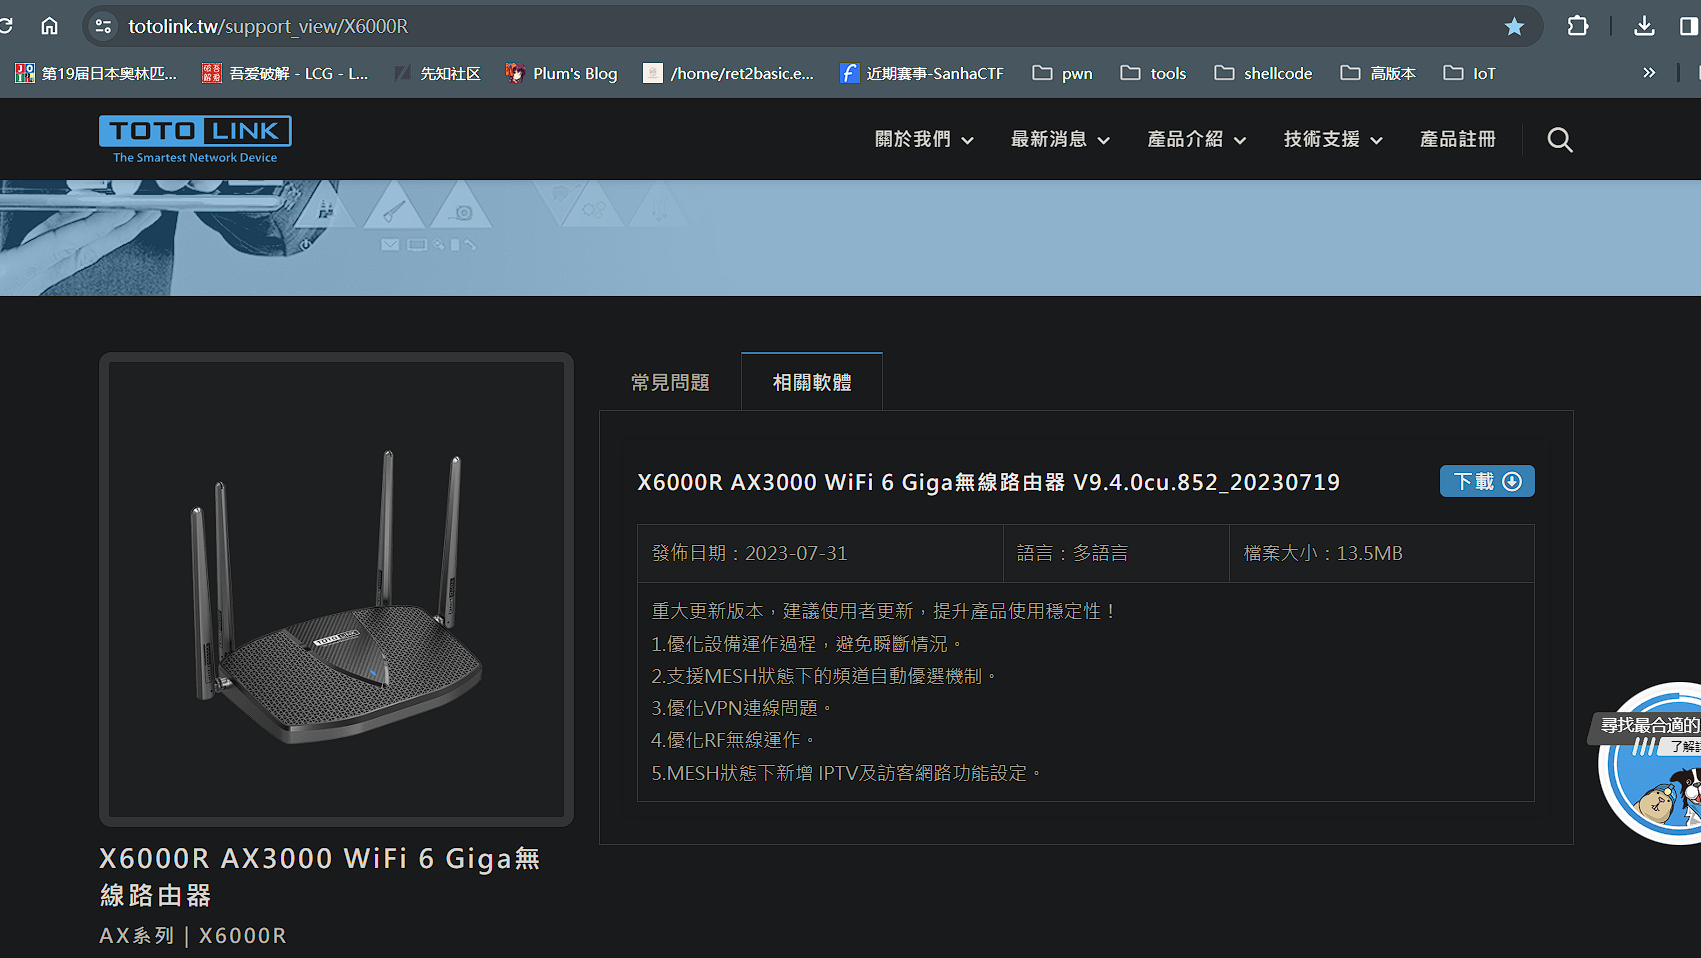 totolink.tw/support_view/X6000R
第19届日本奥林匹... 吾爱破解 - LCG - L... 先知社区 Plum's Blog /home/ret2basic.e... 近期赛事-SanhaCTF pwn tools shellcode 高版本 IoT
TOTO LINK
The Smartest Network Device
關於我們 最新消息 產品介紹 技術支援 產品註冊
常見問題 相關軟體
X6000R AX3000 WiFi 6 Giga無線路由器 V9.4.0cu.852_20230719
下載
發佈日期：2023-07-31 語言：多語言 檔案大小：13.5MB
重大更新版本，建議使用者更新，提升產品使用穩定性！
1.優化設備運作過程，避免瞬斷情況。
2.支援MESH狀態下的頻道自動優選機制。
3.優化VPN連線問題。
4.優化RF無線運作。
5.MESH狀態下新增 IPTV及訪客網路功能設定。
TOTO LINK
尋找最合適的
了解
X6000R AX3000 WiFi 6 Giga無
線路由器
AX系列 | X6000R